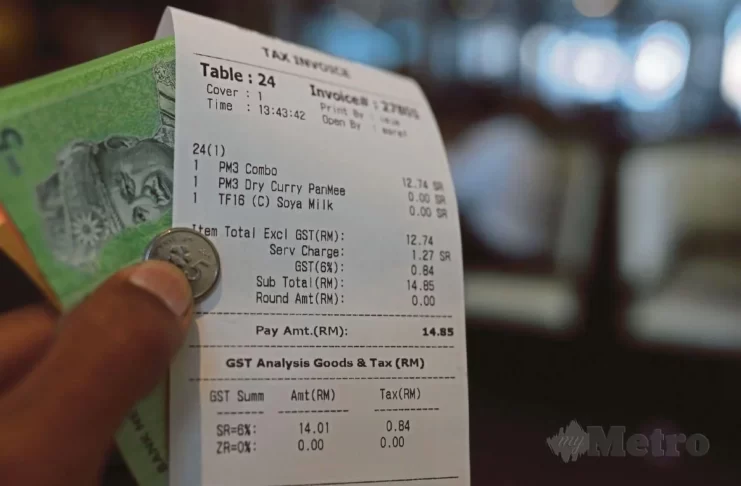 TAX INVOICE
Table : 24 Invoice# :
Cover : 1 Print By :
Time : 13:43:42 Open By :
24(1)
1 PM3 Combo 12.74 SR
1 PM3 Dry Curry PanMee 0.00 SR
1 TF16 (C) Soya Milk 0.00 SR
Item Total Excl GST(RM): 12.74
Serv Charge: 1.27 SR
GST(6%): 0.84
Sub Total(RM): 14.85
Round Amt(RM): 0.00
Pay Amt.(RM): 14.85
GST Analysis Goods & Tax (RM)
GST Summ Amt(RM) Tax(RM)
SR=6%: 14.01 0.84
ZR=0%: 0.00 0.00
5
BANK NE
myMetro